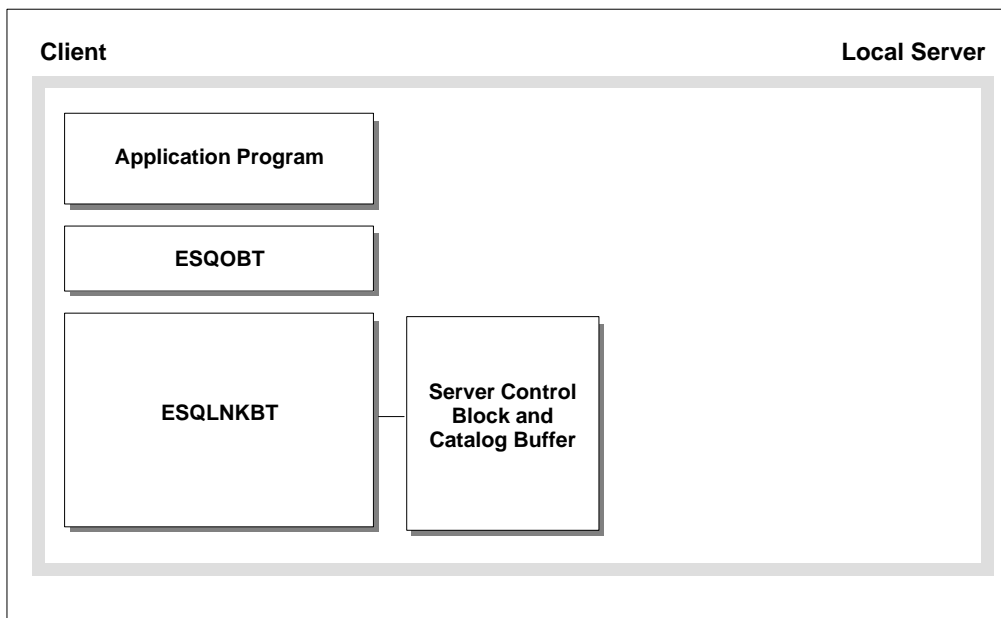 Client
Local Server
Application Program
ESQOBT
ESQLNKBT
Server Control
Block and
Catalog Buffer